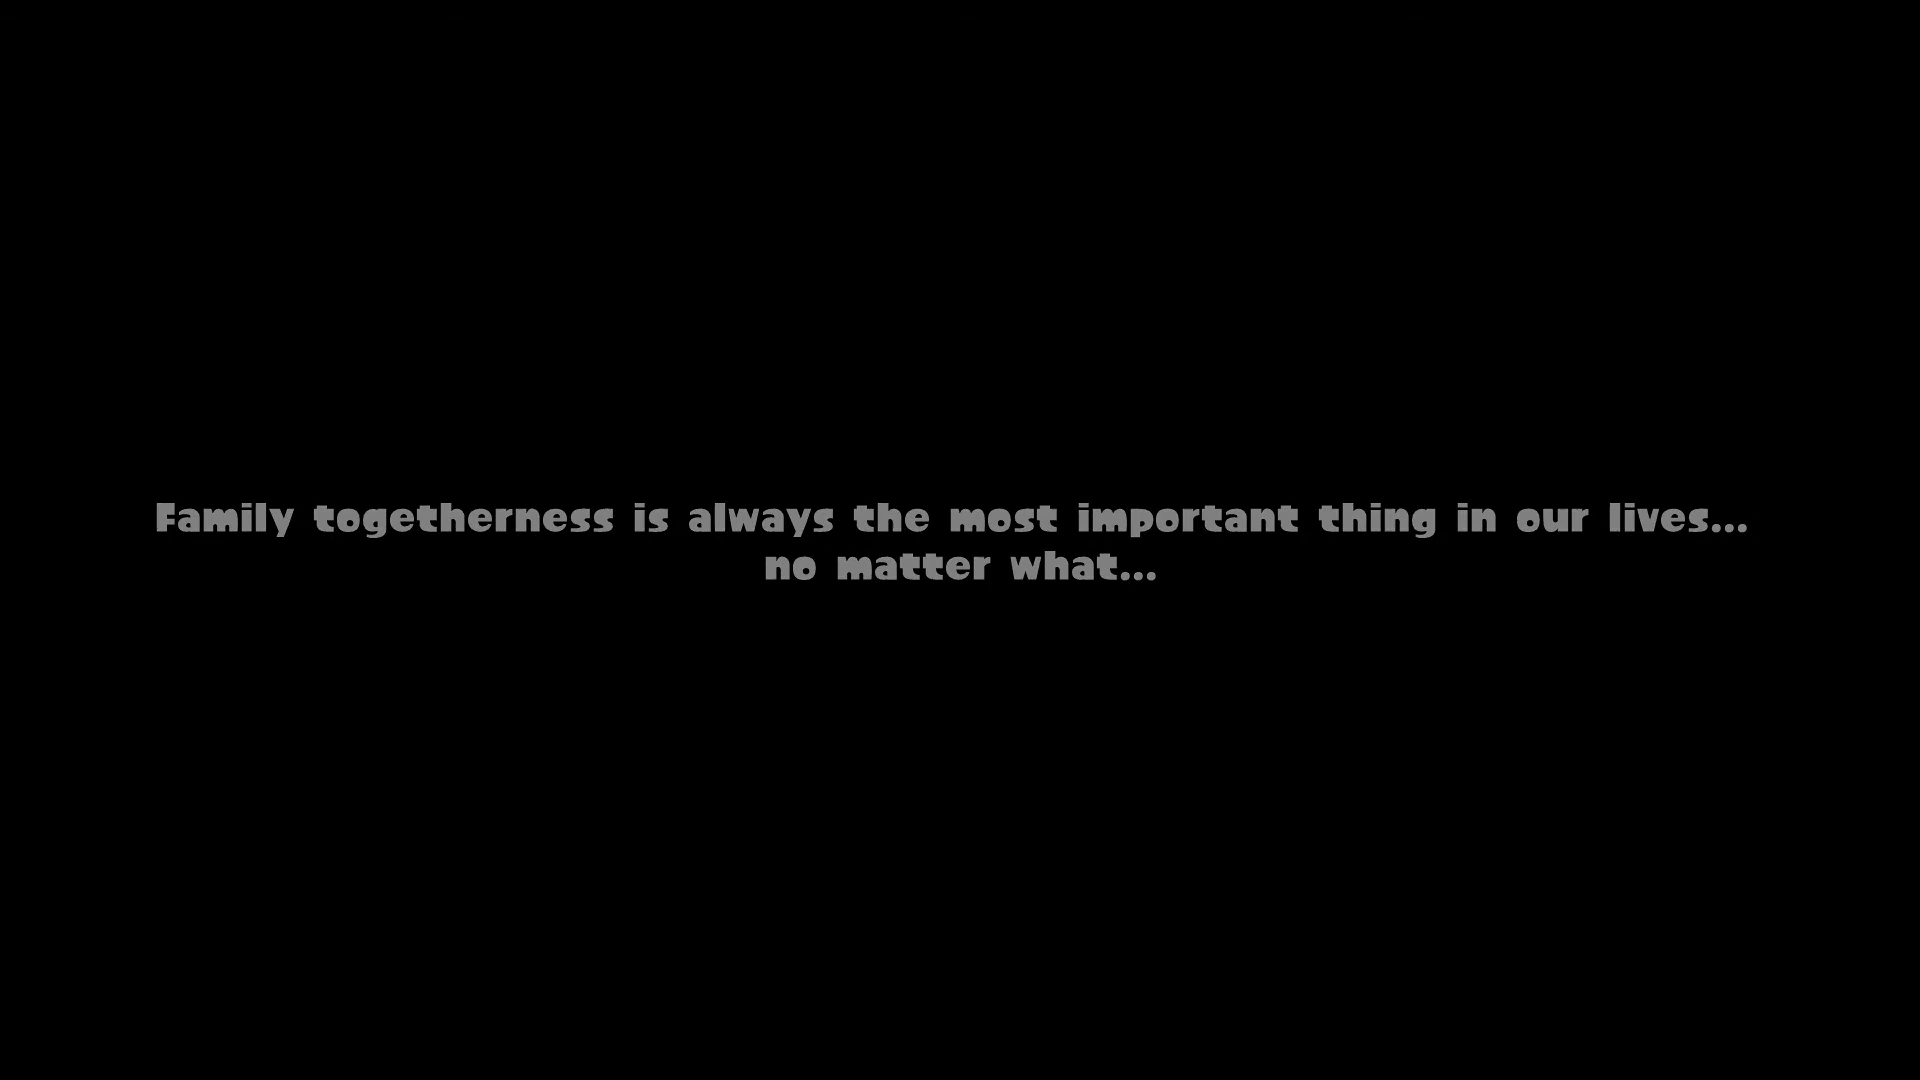 Family togetherness is always the most important thing in our lives...
no matter what...